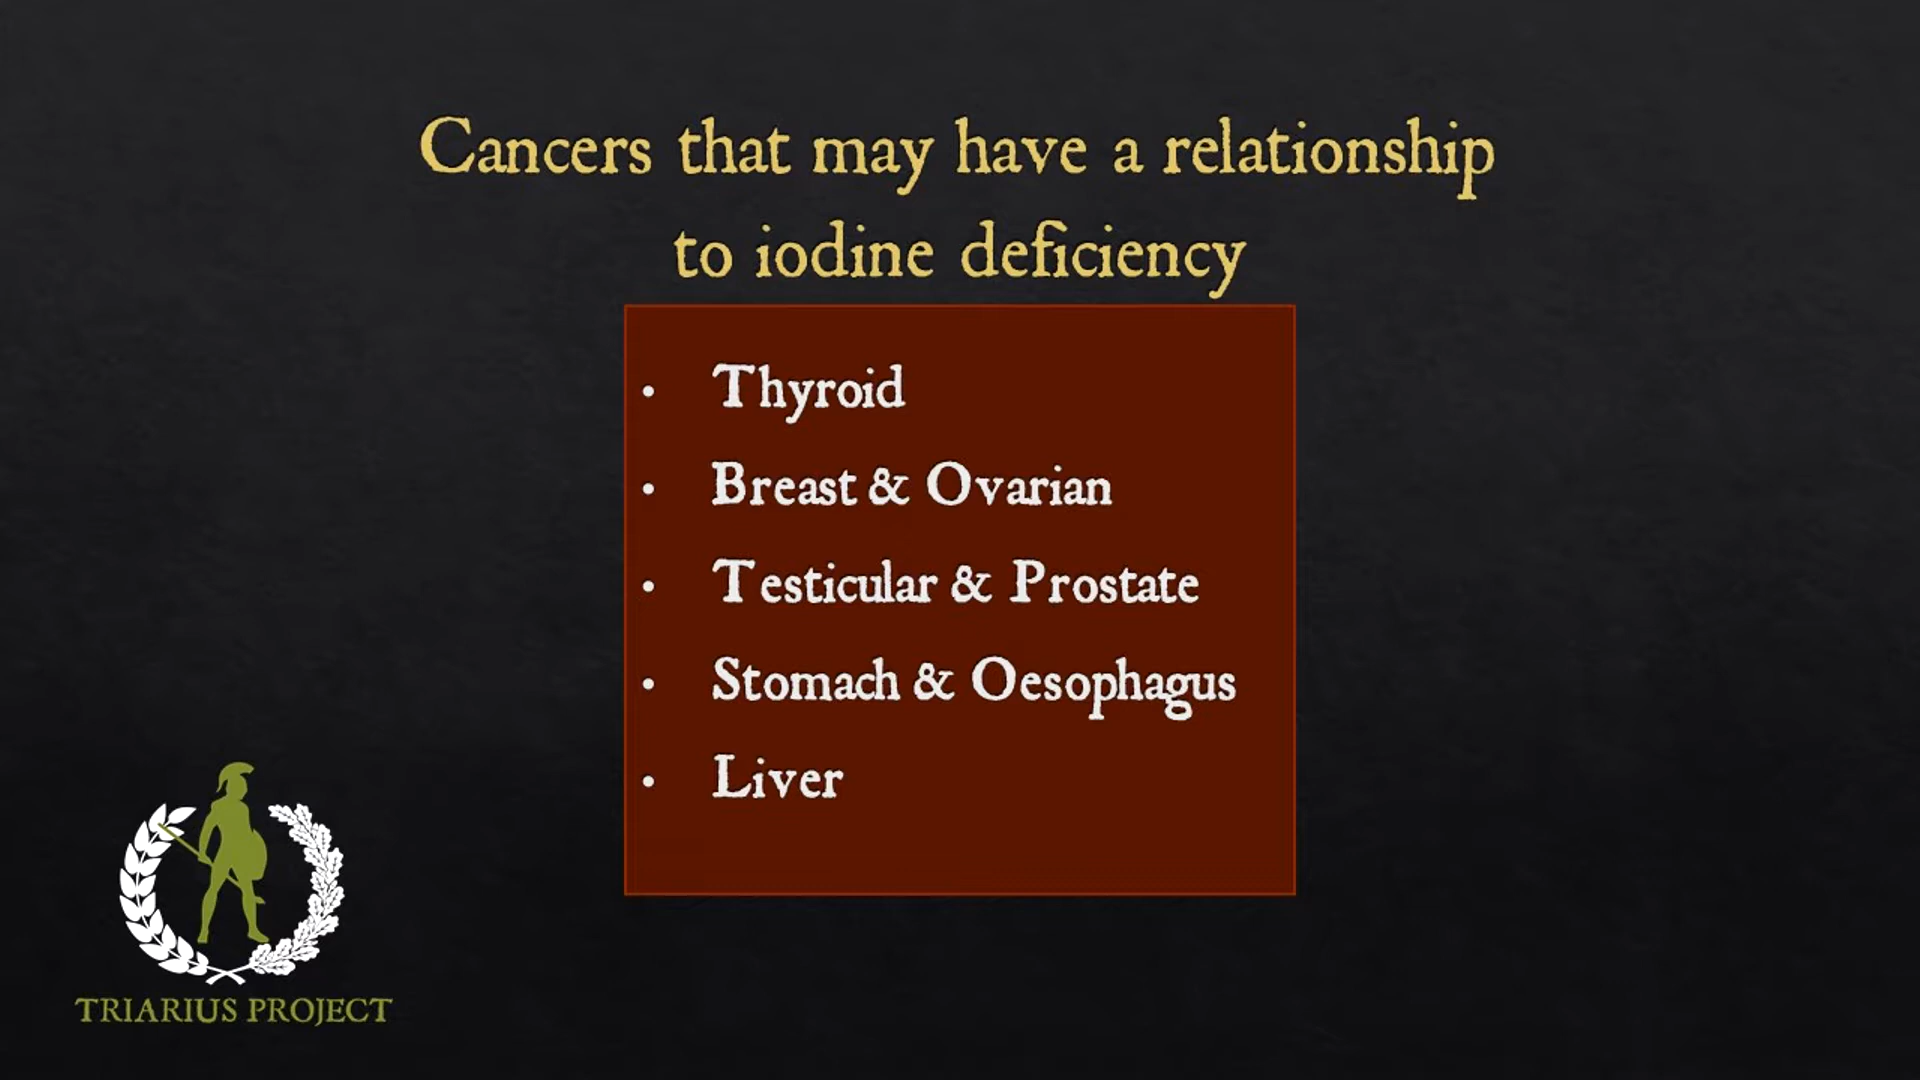 Cancers that may have a relationship
to iodine deficiency
• Thyroid
• Breast & Ovarian
• Testicular & Prostate
• Stomach & Oesophagus
• Liver
TRIARIUS PROJECT